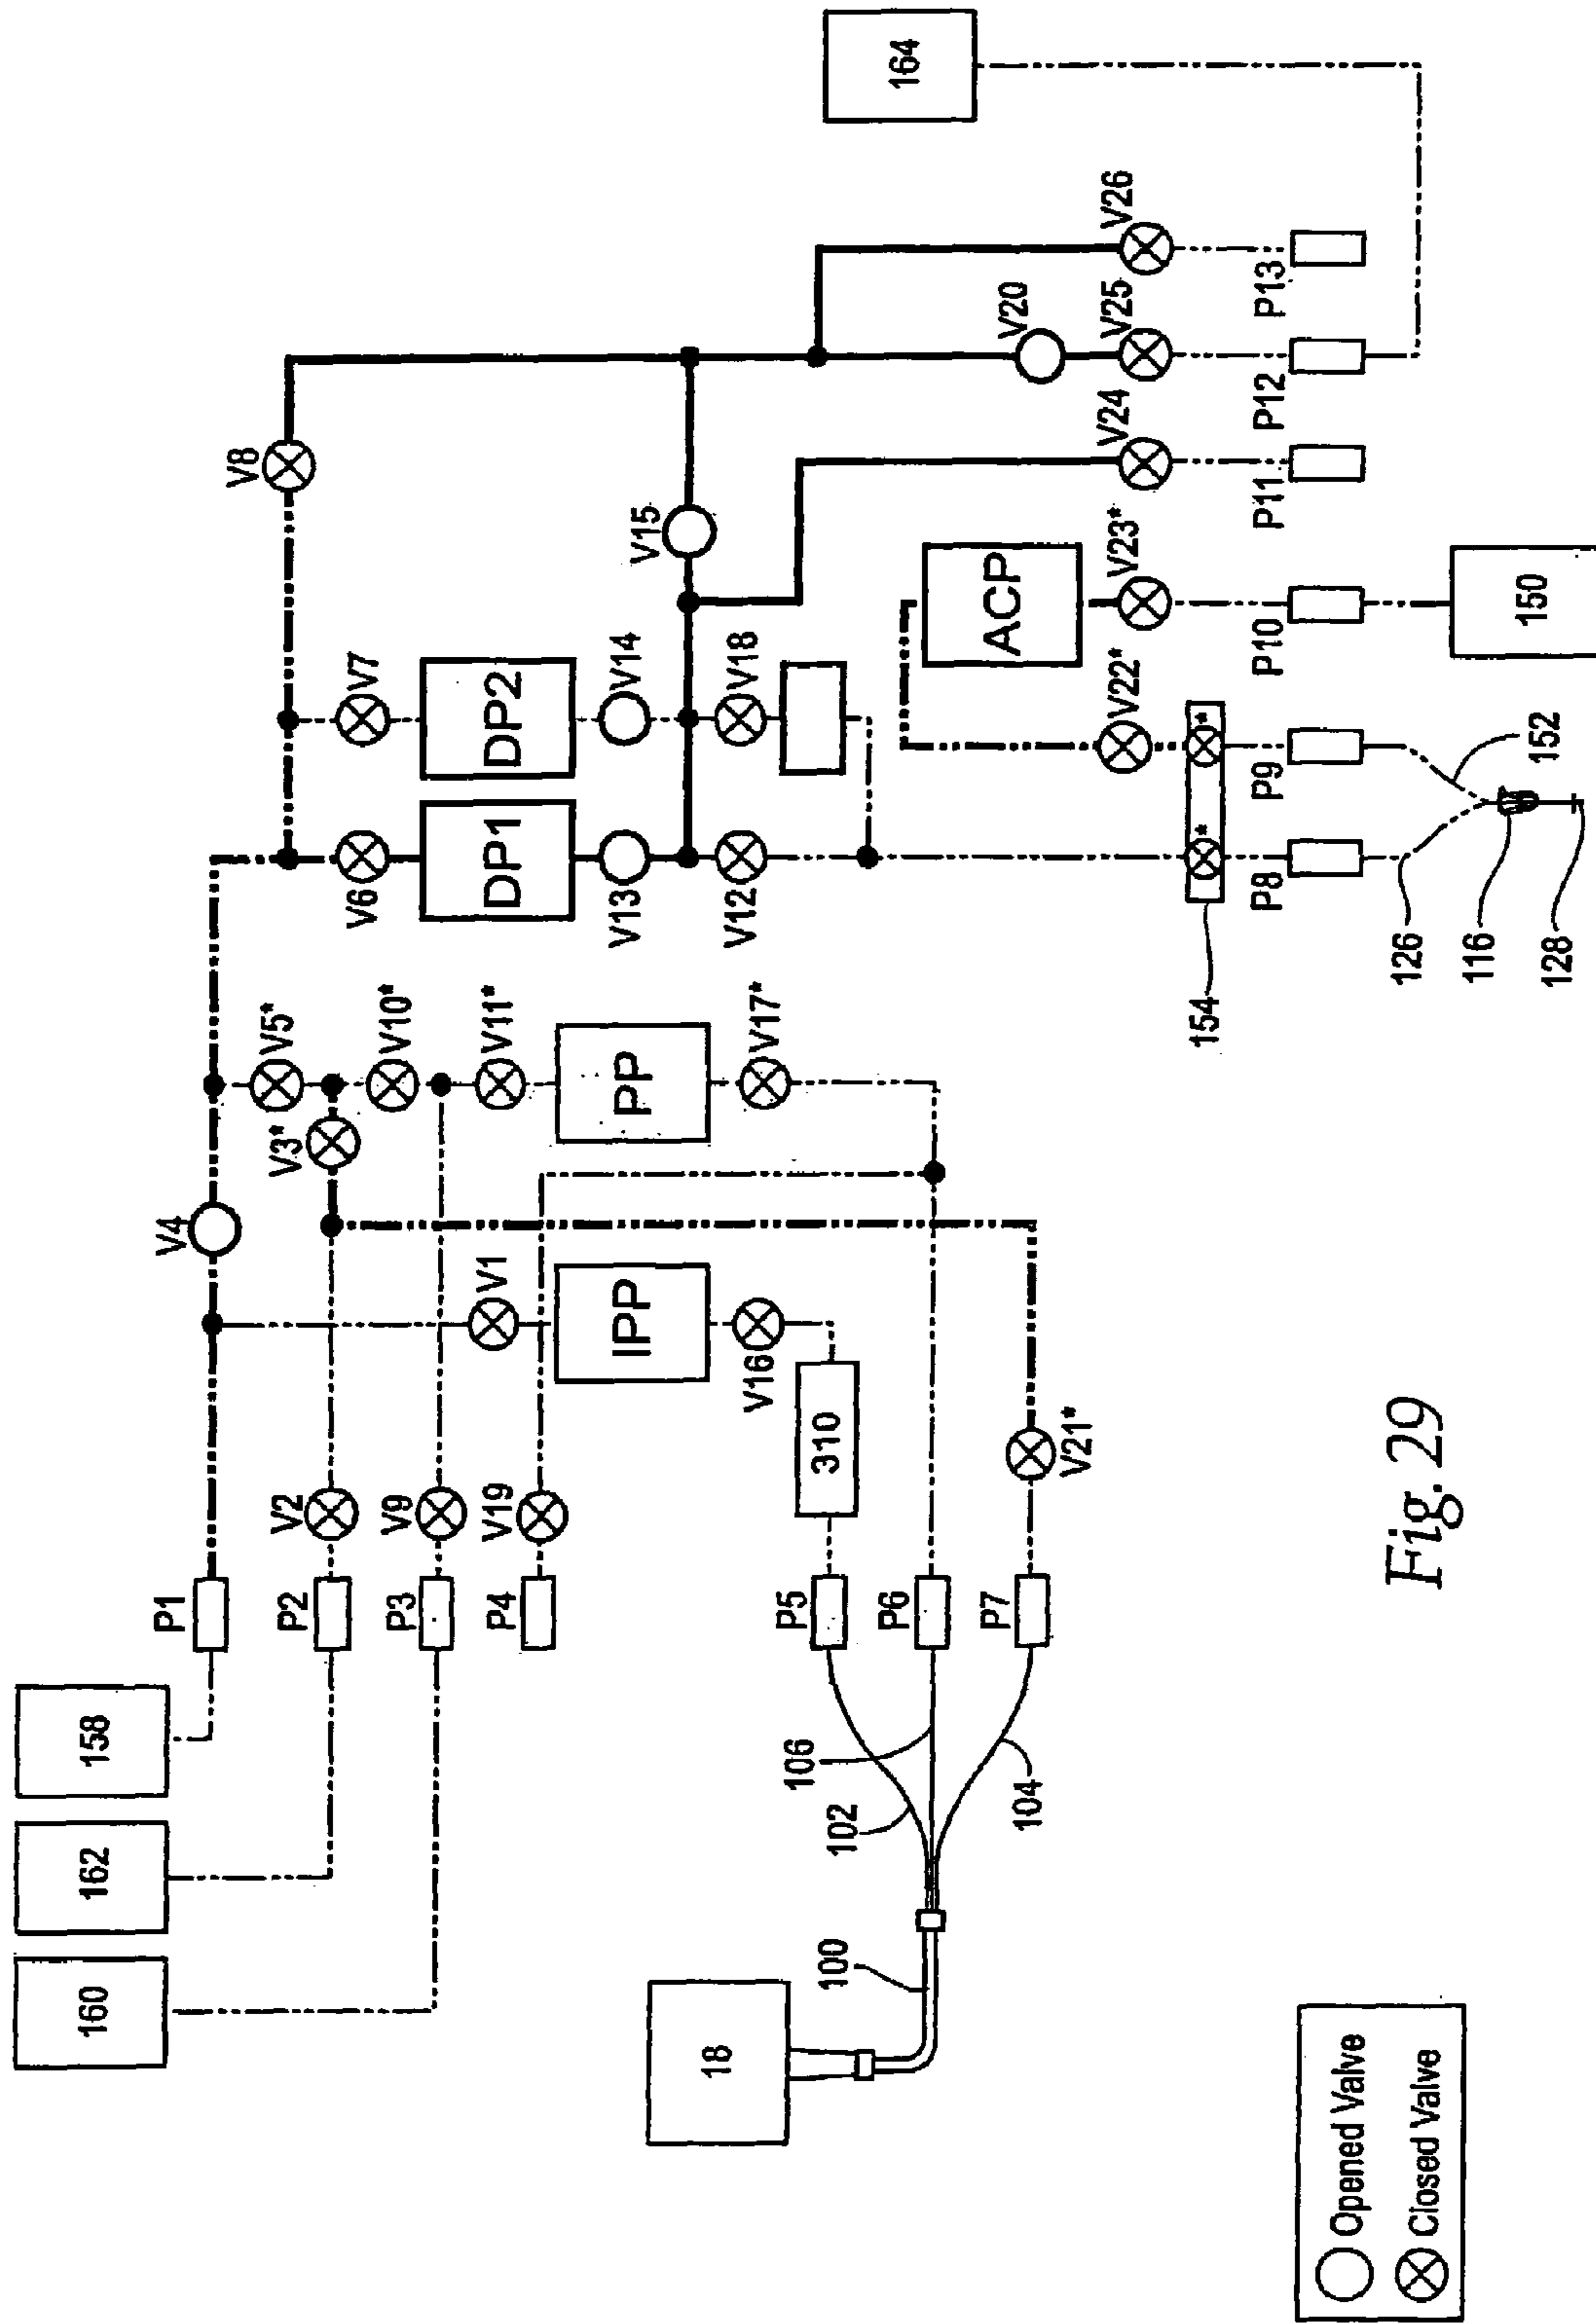 160
162
158
P1
V4
V8
P2
V2
V3*
V5*
V6
V7
P3
V9
V10*
P4
V19
V1
V11*
DP1
DP2
IPP
PP
V13
V14
V15
18
V16
V17*
V12
V18
P5
310
102
106
P6
100
164
P7
104
ACP
V20
V21*
V22*
V23*
V24
V25
V26
*
*
154
P8
P9
P10
P11
P12
P13
126
116
128
152
150
Fig. 29
Opened Valve
Closed Valve